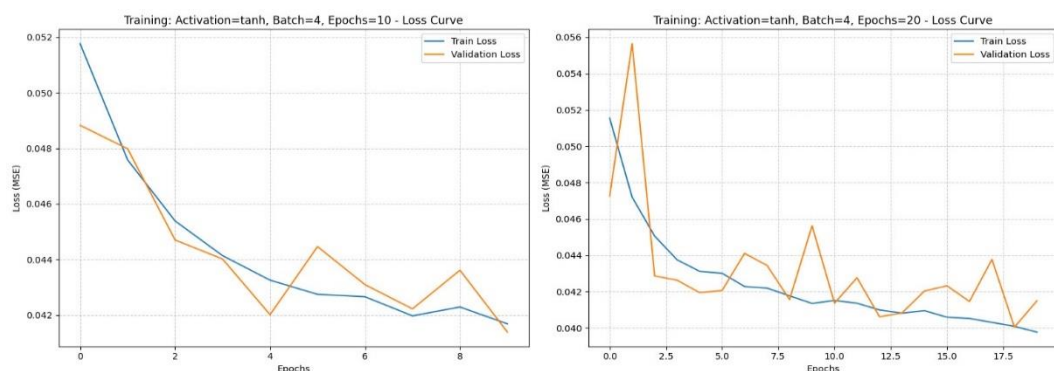 Training: Activation=tanh, Batch=4, Epochs=10 - Loss Curve
Train Loss
Validation Loss
0.052
0.050
0.048
0.046
0.044
0.042
Loss (MSE)
0 2 4 6 8
Epochs
Training: Activation=tanh, Batch=4, Epochs=20 - Loss Curve
Train Loss
Validation Loss
0.056
0.054
0.052
0.050
0.048
0.046
0.044
0.042
0.040
Loss (MSE)
0.0 2.5 5.0 7.5 10.0 12.5 15.0 17.5
Epochs